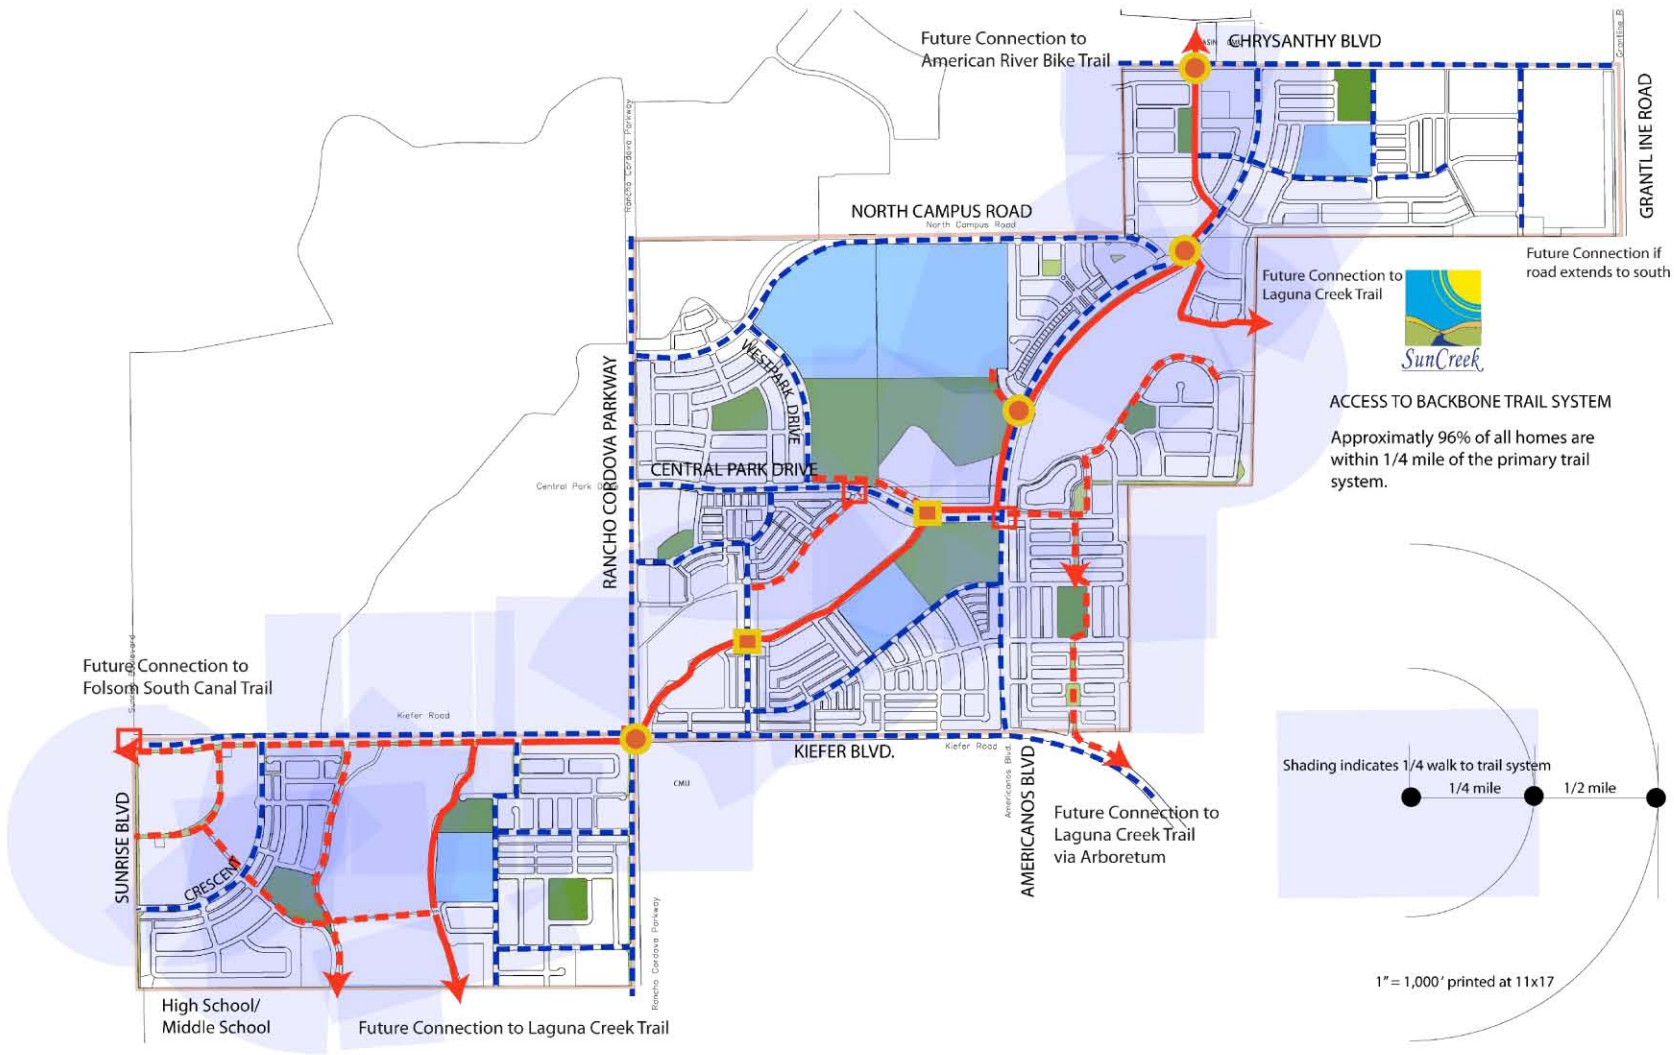 Future Connection to
American River Bike Trail
CHRYSANTHY BLVD
GRANTL INE ROAD
Rancho Cordova Parkway
NORTH CAMPUS ROAD
North Campus Road
Future Connection if
road extends to south
Future Connection to
Laguna Creek Trail
SunCreek
WESTPARK DRIVE
RANCHO CORDOVA PARKWAY
ACCESS TO BACKBONE TRAIL SYSTEM
Approximatly 96% of all homes are
within 1/4 mile of the primary trail
system.
CENTRAL PARK DRIVE
Central Park
Future Connection to
Folsom South Canal Trail
Kiefer Road
KIEFER BLVD.
Kiefer Road
Americanos Blvd.
AMERICANOS BLVD
CMU
Shading indicates 1/4 walk to trail system
1/4 mile
1/2 mile
Future Connection to
Laguna Creek Trail
via Arboretum
SUNRISE BLVD
CRESCENT
Rancho Cordova Parkway
1" = 1,000' printed at 11x17
High School/
Middle School
Future Connection to Laguna Creek Trail